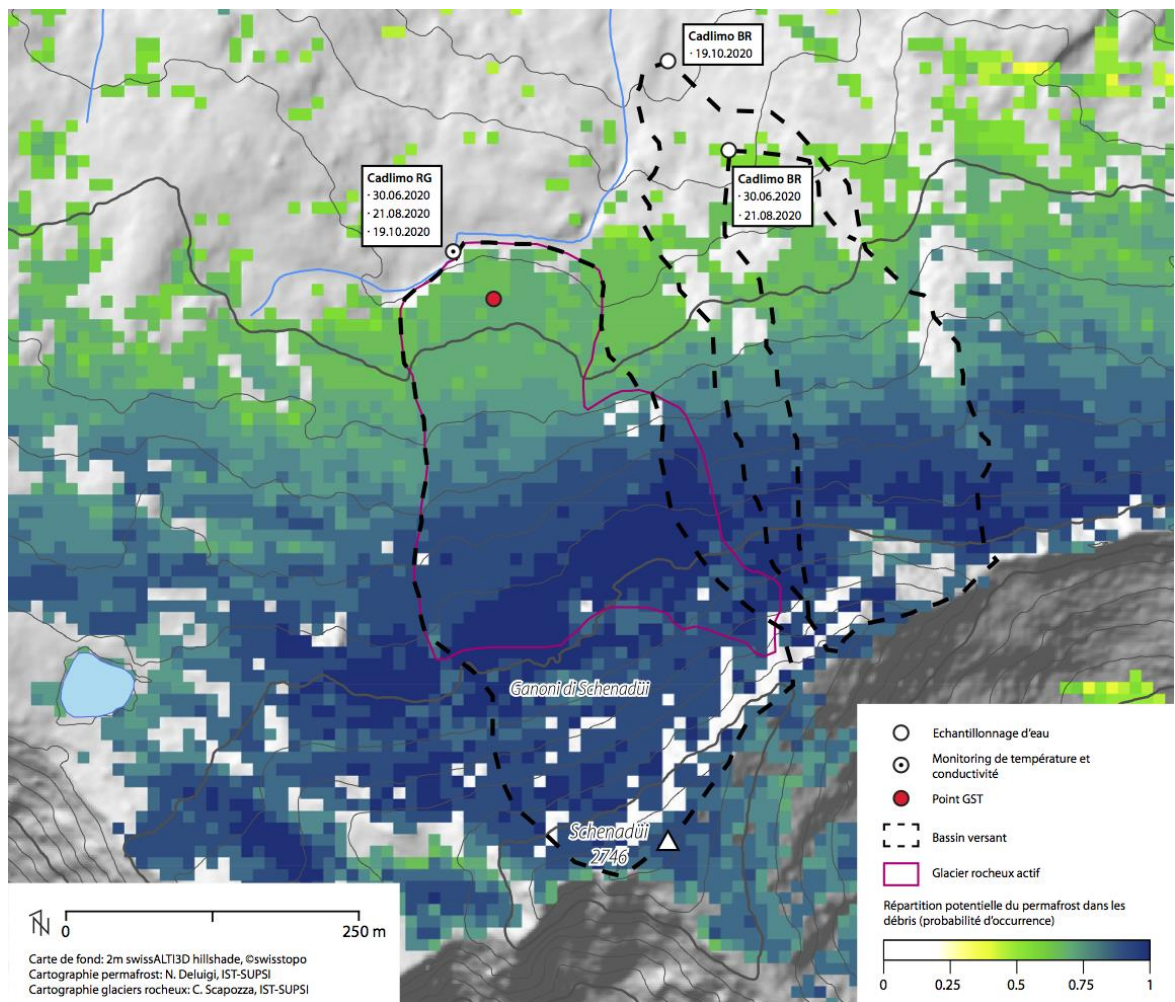 Cadlimo BR
· 19.10.2020
Cadlimo RG
· 30.06.2020
· 21.08.2020
· 19.10.2020
Cadlimo BR
· 30.06.2020
· 21.08.2020
Ganoni di Schenadüi
Schenadüi
2746
Echantillonnage d'eau
Monitoring de température et
conductivité
Point GST
Bassin versant
Glacier rocheux actif
Répartition potentielle du permafrost dans les
débris (probabilité d'occurrence)
0 0.25 0.5 0.75 1
N 0 250 m
Carte de fond: 2m swissALTI3D hillshade, ©swisstopo
Cartographie permafrost: N. Deluigi, IST-SUPSI
Cartographie glaciers rocheux: C. Scapozza, IST-SUPSI